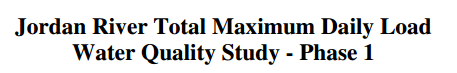 Jordan River Total Maximum Daily Load
Water Quality Study - Phase 1